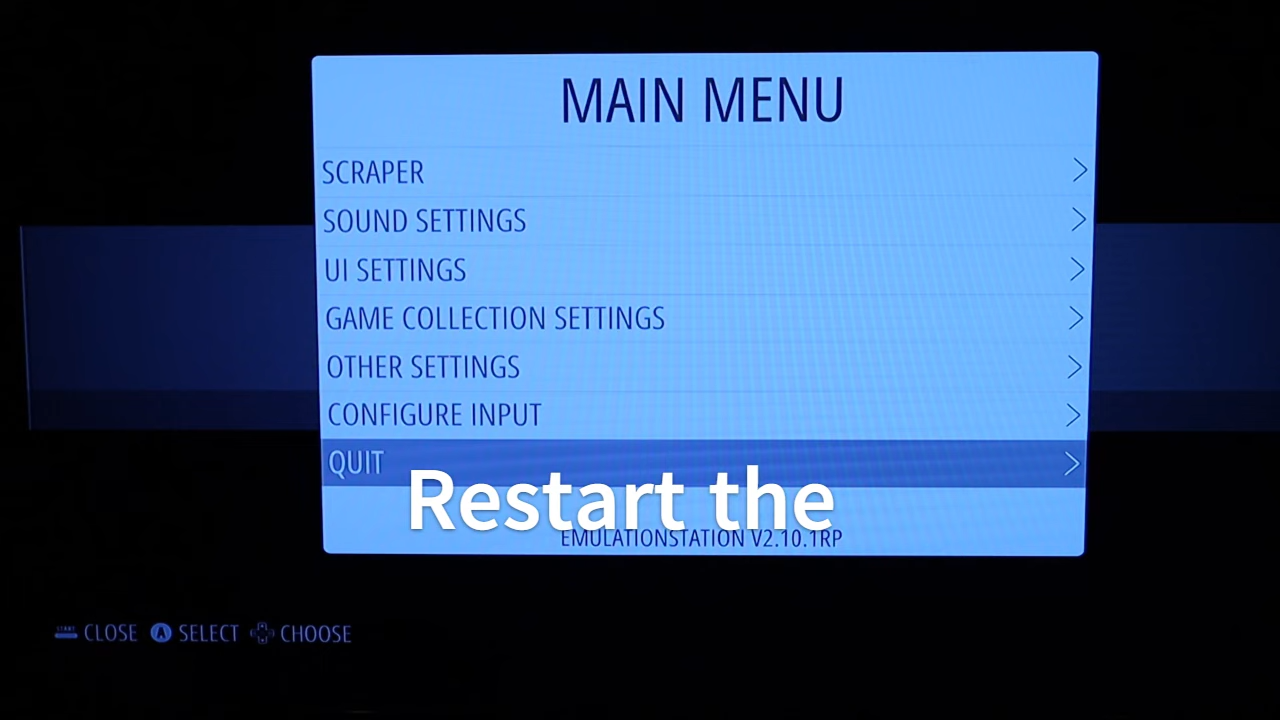 MAIN MENU
SCRAPER
SOUND SETTINGS
UI SETTINGS
GAME COLLECTION SETTINGS
OTHER SETTINGS
CONFIGURE INPUT
QUIT
Restart the
EMULATIONSTATION V2.10.1RP
START CLOSE A SELECT CHOOSE